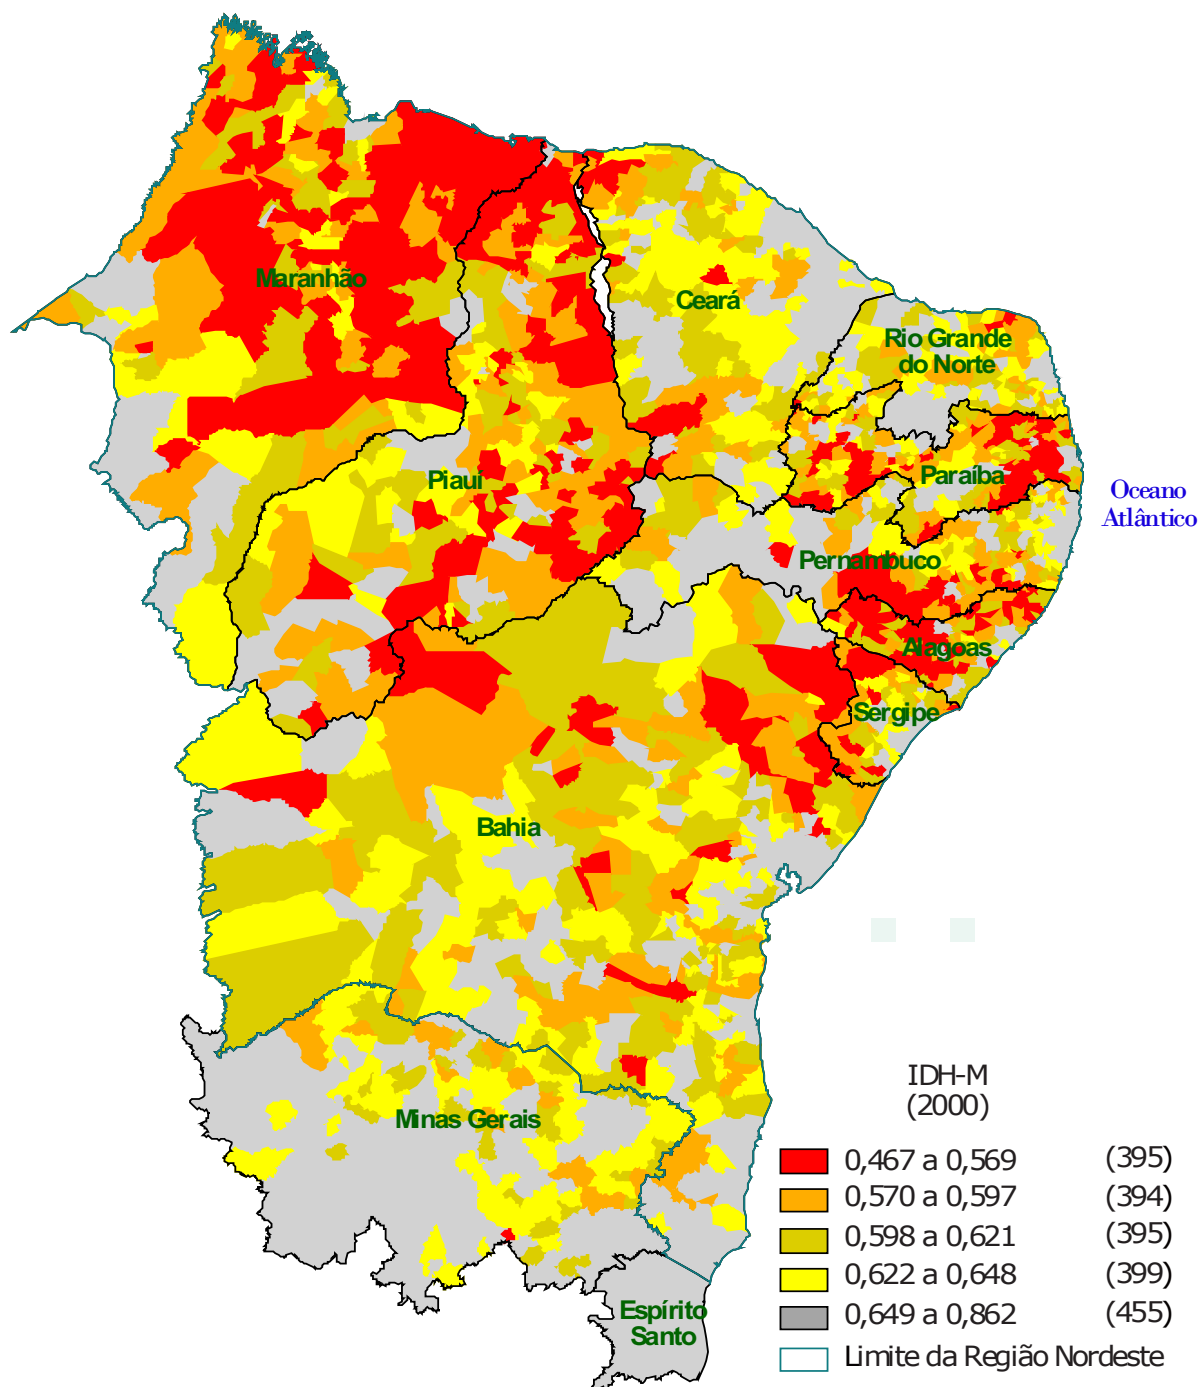 Maranhão
Ceará
Rio Grande
do Norte
Piauí
Paraíba
Oceano
Atlântico
Pernambuco
Alagoas
Sergipe
Bahia
Minas Gerais
Espírito
Santo
IDH-M
(2000)
0,467 a 0,569 (395)
0,570 a 0,597 (394)
0,598 a 0,621 (395)
0,622 a 0,648 (399)
0,649 a 0,862 (455)
Limite da Região Nordeste